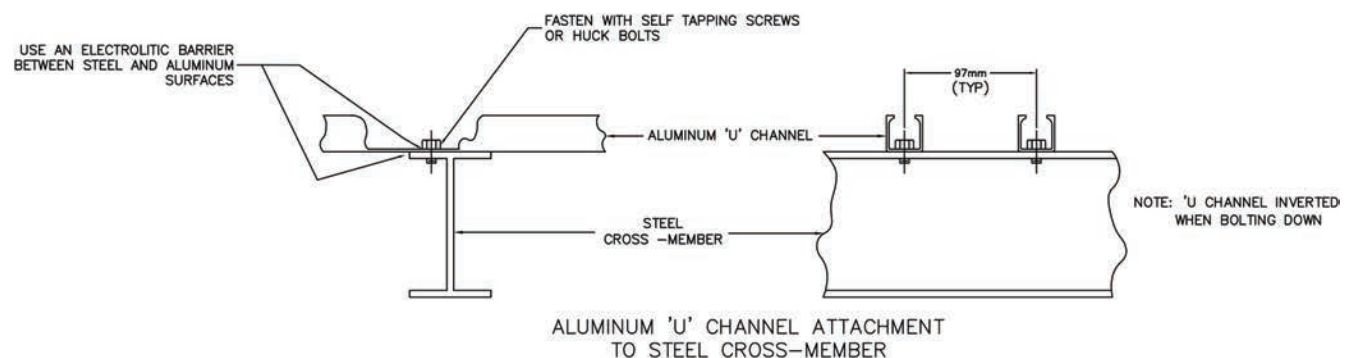 FASTEN WITH SELF TAPPING SCREWS
OR HUCK BOLTS
USE AN ELECTROLITIC BARRIER
BETWEEN STEEL AND ALUMINUM
SURFACES
97mm
(TYP)
ALUMINUM 'U' CHANNEL
STEEL
CROSS -MEMBER
NOTE: 'U CHANNEL INVERTED
WHEN BOLTING DOWN
ALUMINUM 'U' CHANNEL ATTACHMENT
TO STEEL CROSS-MEMBER